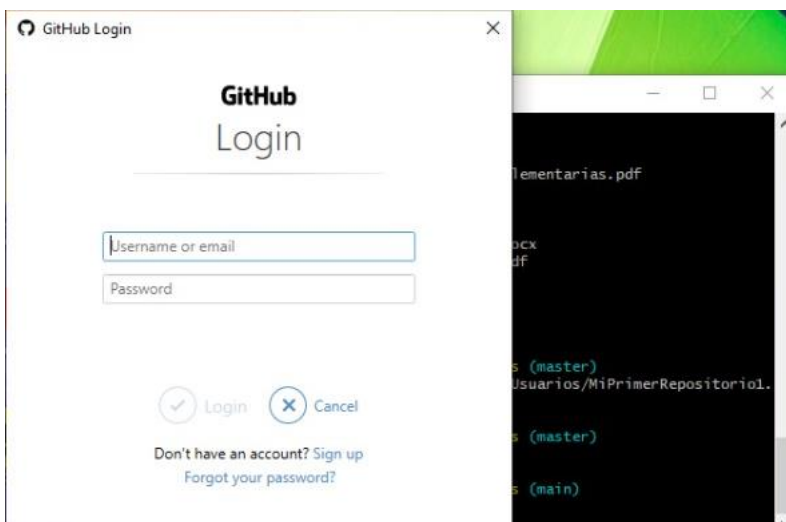 GitHub Login
GitHub
Login
Username or email
Password
Login
Cancel
Don't have an account? Sign up
Forgot your password?
lementarias.pdf
ocx
df
s (master)
Usuarios/MiPrimerRepositorio1.
s (master)
s (main)